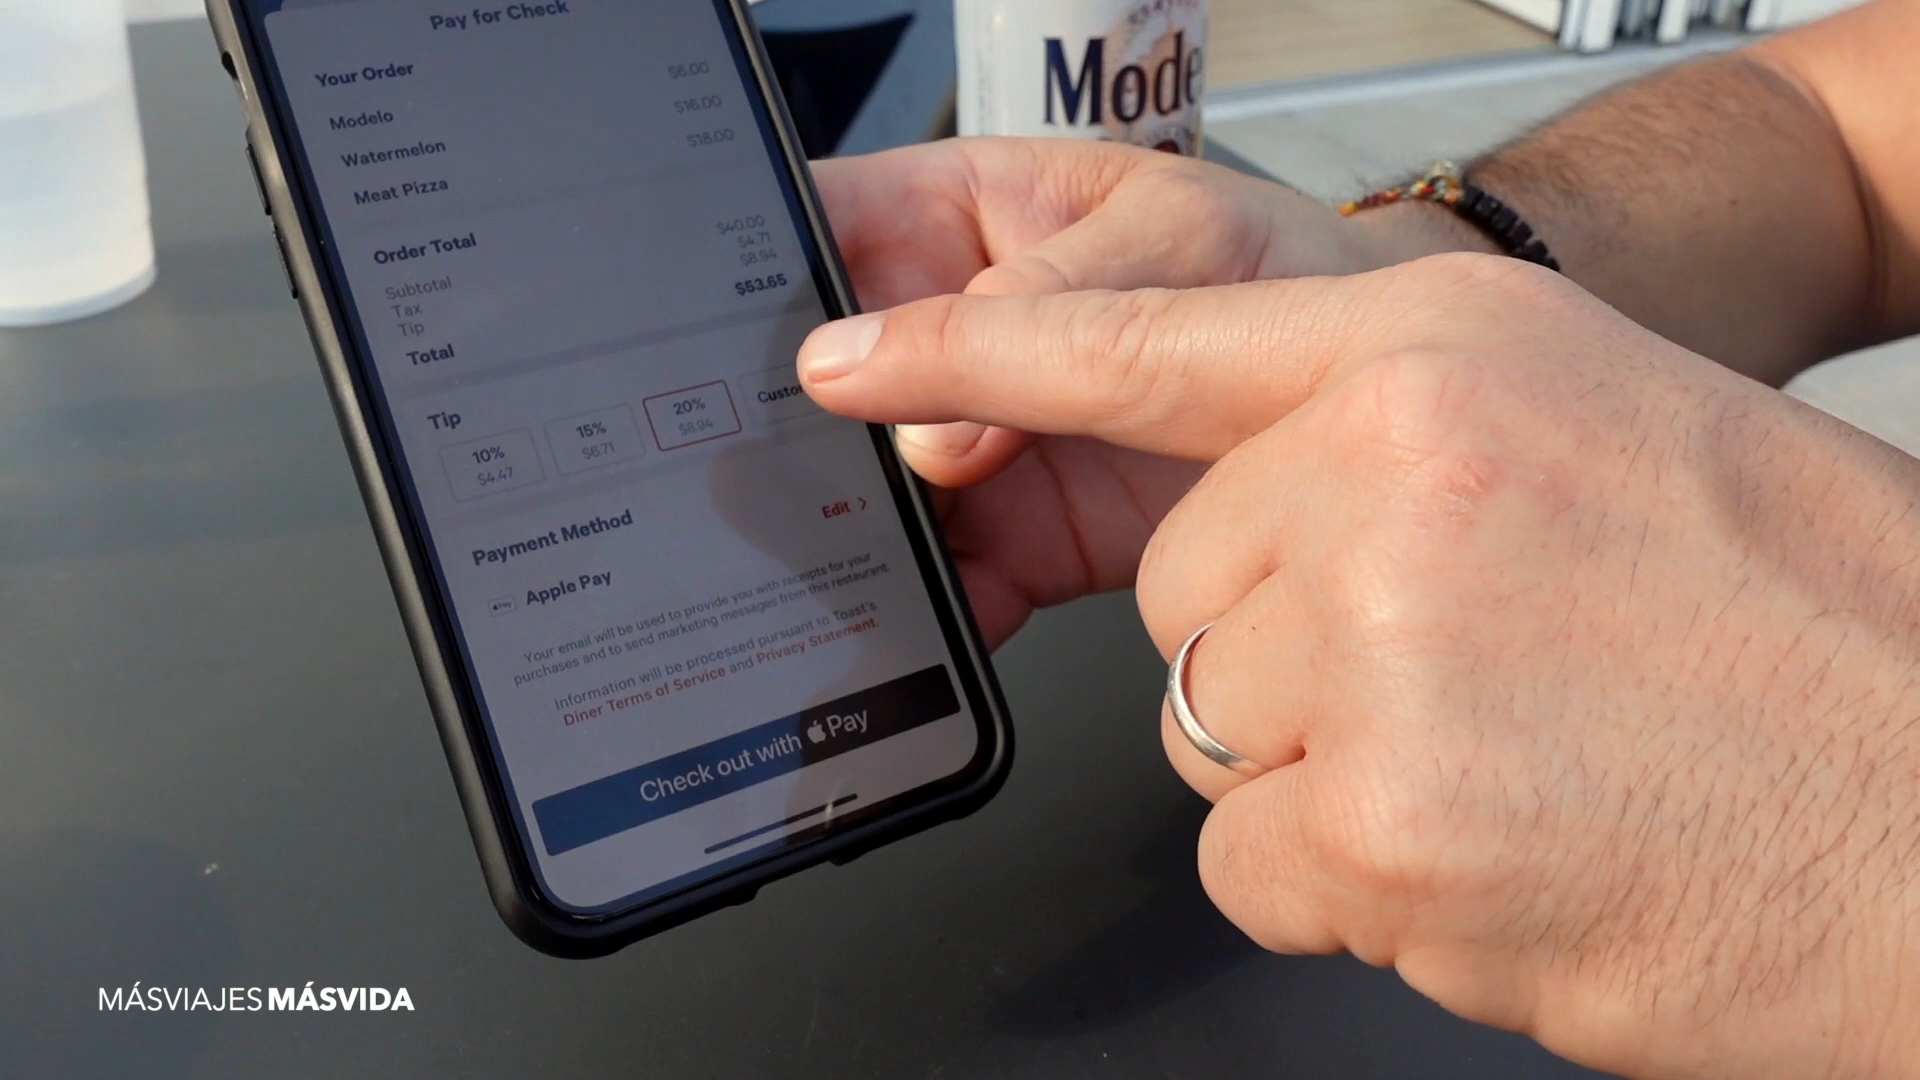 Pay for Check
Your Order
Modelo $6.00
Watermelon $16.00
Meat Pizza $18.00
Order Total
Subtotal $40.00
Tax $4.71
Tip $8.94
Total $53.65
Tip
10% 15% 20% Custo
$4.47 $6.71 $8.94
Payment Method Edit >
Pay Apple Pay
Your email will be used to provide you with receipts for your
purchases and to send marketing messages from this restaurant.
Information will be processed pursuant to Toast's
Diner Terms of Service and Privacy Statement.
Check out with Pay
Mode
MÁSVIAJESMÁSVIDA